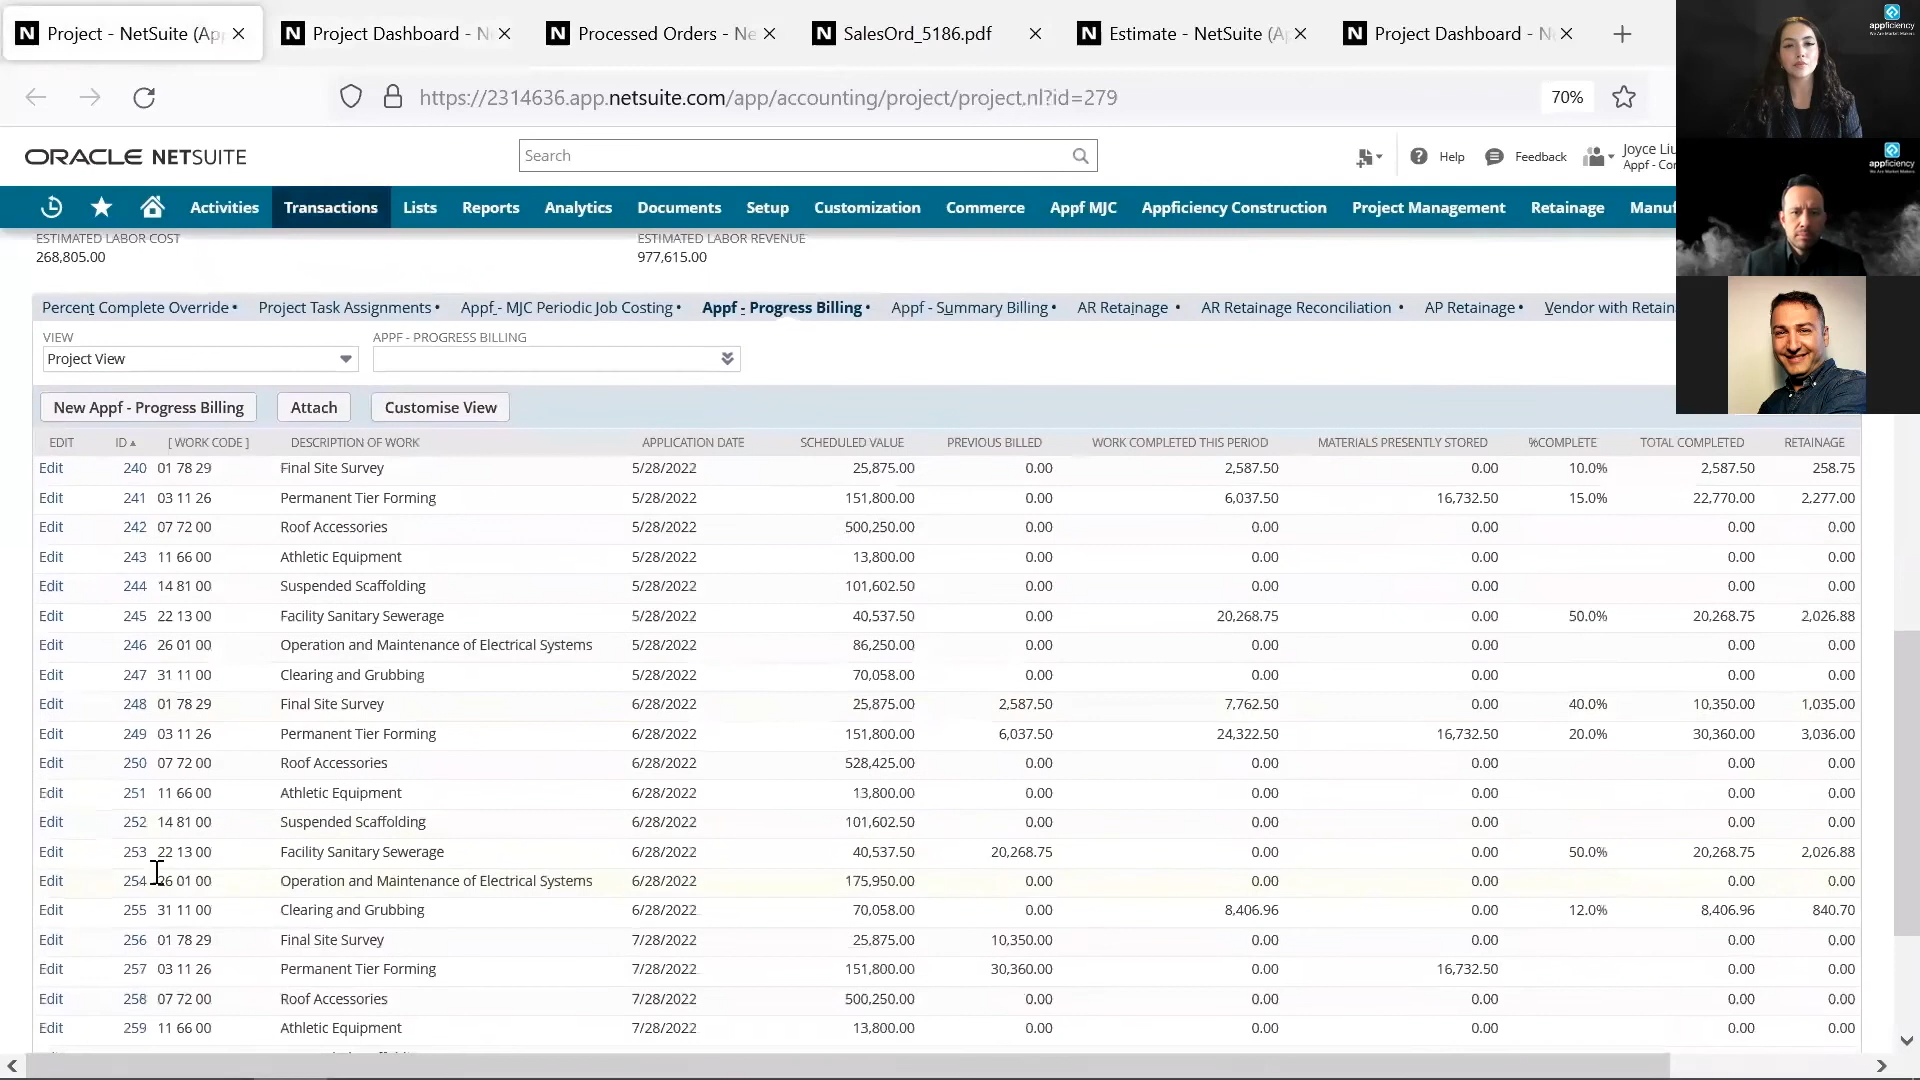 Project - NetSuite (Ap
Project Dashboard - N
Processed Orders - Ne
SalesOrd_5186.pdf
Estimate - NetSuite (A
Project Dashboard - N
https://2314636.app.netsuite.com/app/accounting/project/project.nl?id=279
70%
appficiency
We Are Market Makers
appficiency
We Are Market Makers
ORACLE NETSUITE
Search
Help
Feedback
Joyce Liu
Appf - Con
Activities Transactions Lists Reports Analytics Documents Setup Customization Commerce Appf MJC Appficiency Construction Project Management Retainage Manuf
ESTIMATED LABOR COST
268,805.00
ESTIMATED LABOR REVENUE
977,615.00
Percent Complete Override • Project Task Assignments • Appf - MJC Periodic Job Costing • Appf - Progress Billing • Appf - Summary Billing • AR Retainage • AR Retainage Reconciliation • AP Retainage • Vendor with Retain
VIEW
Project View
APPF - PROGRESS BILLING
New Appf - Progress Billing
Attach
Customise View
EDIT ID [ WORK CODE ] DESCRIPTION OF WORK APPLICATION DATE SCHEDULED VALUE PREVIOUS BILLED WORK COMPLETED THIS PERIOD MATERIALS PRESENTLY STORED %COMPLETE TOTAL COMPLETED RETAINAGE
Edit 240 01 78 29 Final Site Survey 5/28/2022 25,875.00 0.00 2,587.50 0.00 10.0% 2,587.50 258.75
Edit 241 03 11 26 Permanent Tier Forming 5/28/2022 151,800.00 0.00 6,037.50 16,732.50 15.0% 22,770.00 2,277.00
Edit 242 07 72 00 Roof Accessories 5/28/2022 500,250.00 0.00 0.00 0.00 0.00 0.00
Edit 243 11 66 00 Athletic Equipment 5/28/2022 13,800.00 0.00 0.00 0.00 0.00 0.00
Edit 244 14 81 00 Suspended Scaffolding 5/28/2022 101,602.50 0.00 0.00 0.00 0.00 0.00
Edit 245 22 13 00 Facility Sanitary Sewerage 5/28/2022 40,537.50 0.00 20,268.75 0.00 50.0% 20,268.75 2,026.88
Edit 246 26 01 00 Operation and Maintenance of Electrical Systems 5/28/2022 86,250.00 0.00 0.00 0.00 0.00 0.00
Edit 247 31 11 00 Clearing and Grubbing 5/28/2022 70,058.00 0.00 0.00 0.00 0.00 0.00
Edit 248 01 78 29 Final Site Survey 6/28/2022 25,875.00 2,587.50 7,762.50 0.00 40.0% 10,350.00 1,035.00
Edit 249 03 11 26 Permanent Tier Forming 6/28/2022 151,800.00 6,037.50 24,322.50 16,732.50 20.0% 30,360.00 3,036.00
Edit 250 07 72 00 Roof Accessories 6/28/2022 528,425.00 0.00 0.00 0.00 0.00 0.00
Edit 251 11 66 00 Athletic Equipment 6/28/2022 13,800.00 0.00 0.00 0.00 0.00 0.00
Edit 252 14 81 00 Suspended Scaffolding 6/28/2022 101,602.50 0.00 0.00 0.00 0.00 0.00
Edit 253 22 13 00 Facility Sanitary Sewerage 6/28/2022 40,537.50 20,268.75 0.00 0.00 50.0% 20,268.75 2,026.88
Edit 254 26 01 00 Operation and Maintenance of Electrical Systems 6/28/2022 175,950.00 0.00 0.00 0.00 0.00 0.00
Edit 255 31 11 00 Clearing and Grubbing 6/28/2022 70,058.00 0.00 8,406.96 0.00 12.0% 8,406.96 840.70
Edit 256 01 78 29 Final Site Survey 7/28/2022 25,875.00 10,350.00 0.00 0.00 0.00 0.00
Edit 257 03 11 26 Permanent Tier Forming 7/28/2022 151,800.00 30,360.00 0.00 16,732.50 0.00 0.00
Edit 258 07 72 00 Roof Accessories 7/28/2022 500,250.00 0.00 0.00 0.00 0.00 0.00
Edit 259 11 66 00 Athletic Equipment 7/28/2022 13,800.00 0.00 0.00 0.00 0.00 0.00